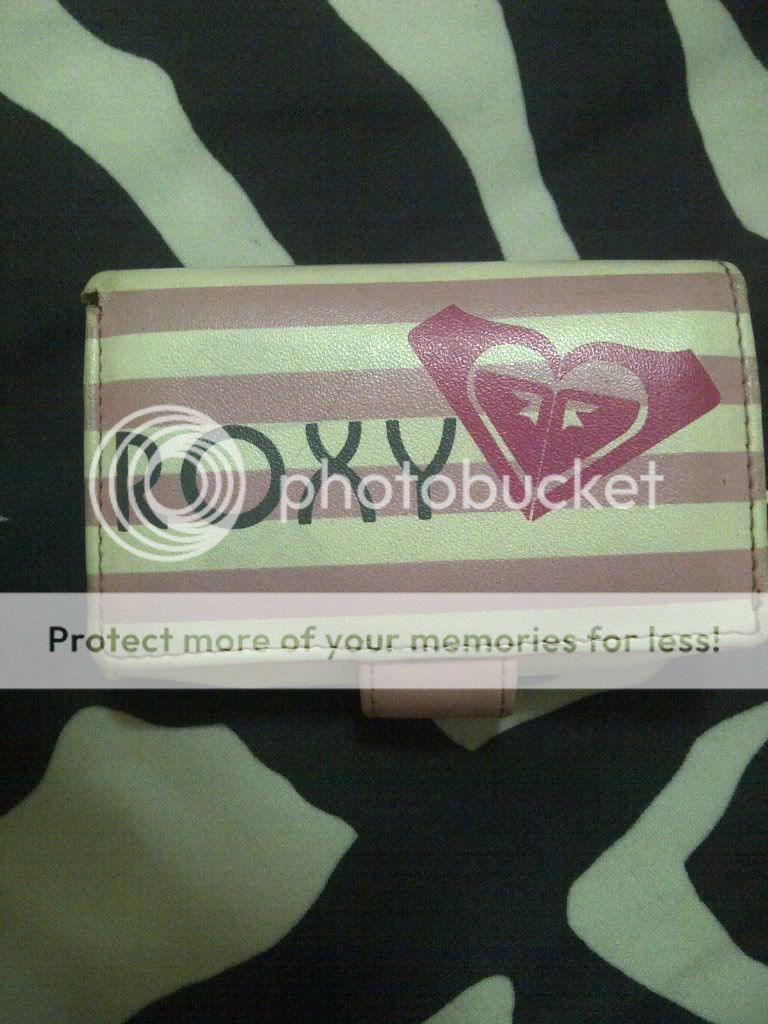 ROXY
photobucket
Protect more of your memories for less!